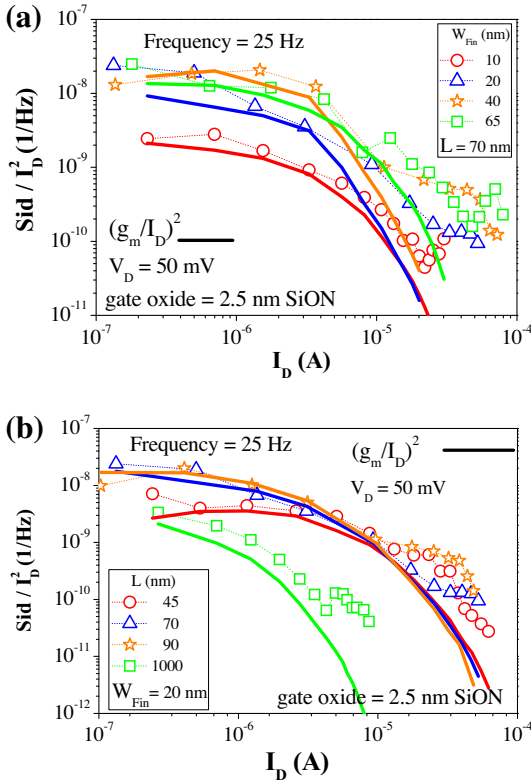 (a)
10^-7
Frequency = 25 Hz
W_Fin (nm)
10
20
40
65
L = 70 nm
10^-8
10^-9
10^-10
10^-11
Sid / I_D^2 (1/Hz)
(g_m/I_D)^2
V_D = 50 mV
gate oxide = 2.5 nm SiON
10^-7
10^-6
10^-5
10^-4
I_D (A)
(b)
10^-7
Frequency = 25 Hz
(g_m/I_D)^2
V_D = 50 mV
10^-8
10^-9
10^-10
10^-11
10^-12
Sid / I_D^2 (1/Hz)
L (nm)
45
70
90
1000
W_Fin = 20 nm
gate oxide = 2.5 nm SiON
10^-7
10^-6
10^-5
10^-4
I_D (A)